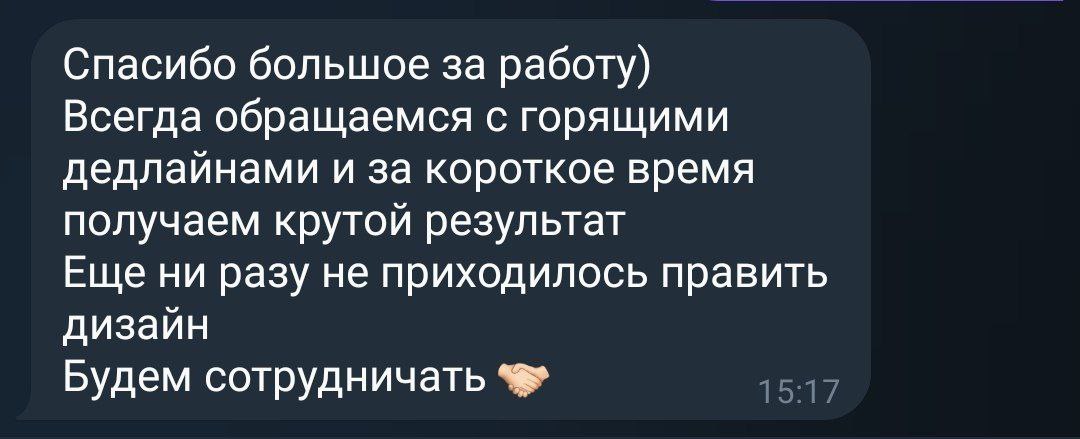 Спасибо большое за работу)
Всегда обращаемся с горящими
дедлайнами и за короткое время
получаем крутой результат
Еще ни разу не приходилось править
дизайн
Будем сотрудничать 🤝🏻
15:17